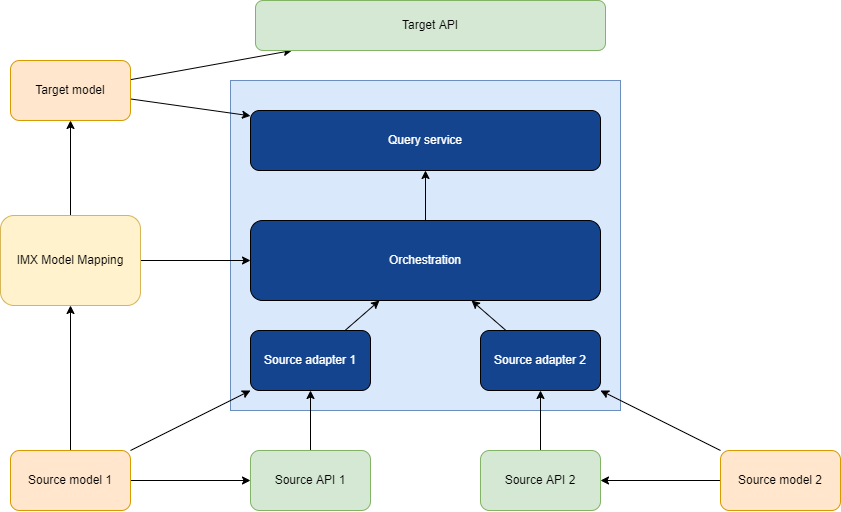 Target API
Target model
Query service
IMX Model Mapping
Orchestration
Source adapter 1
Source adapter 2
Source model 1
Source API 1
Source API 2
Source model 2